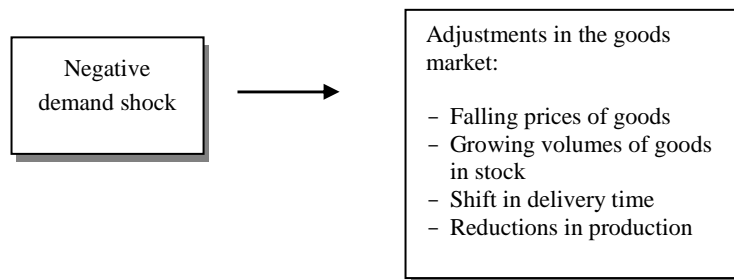 Negative
demand shock
Adjustments in the goods
market:
– Falling prices of goods
– Growing volumes of goods
in stock
– Shift in delivery time
– Reductions in production